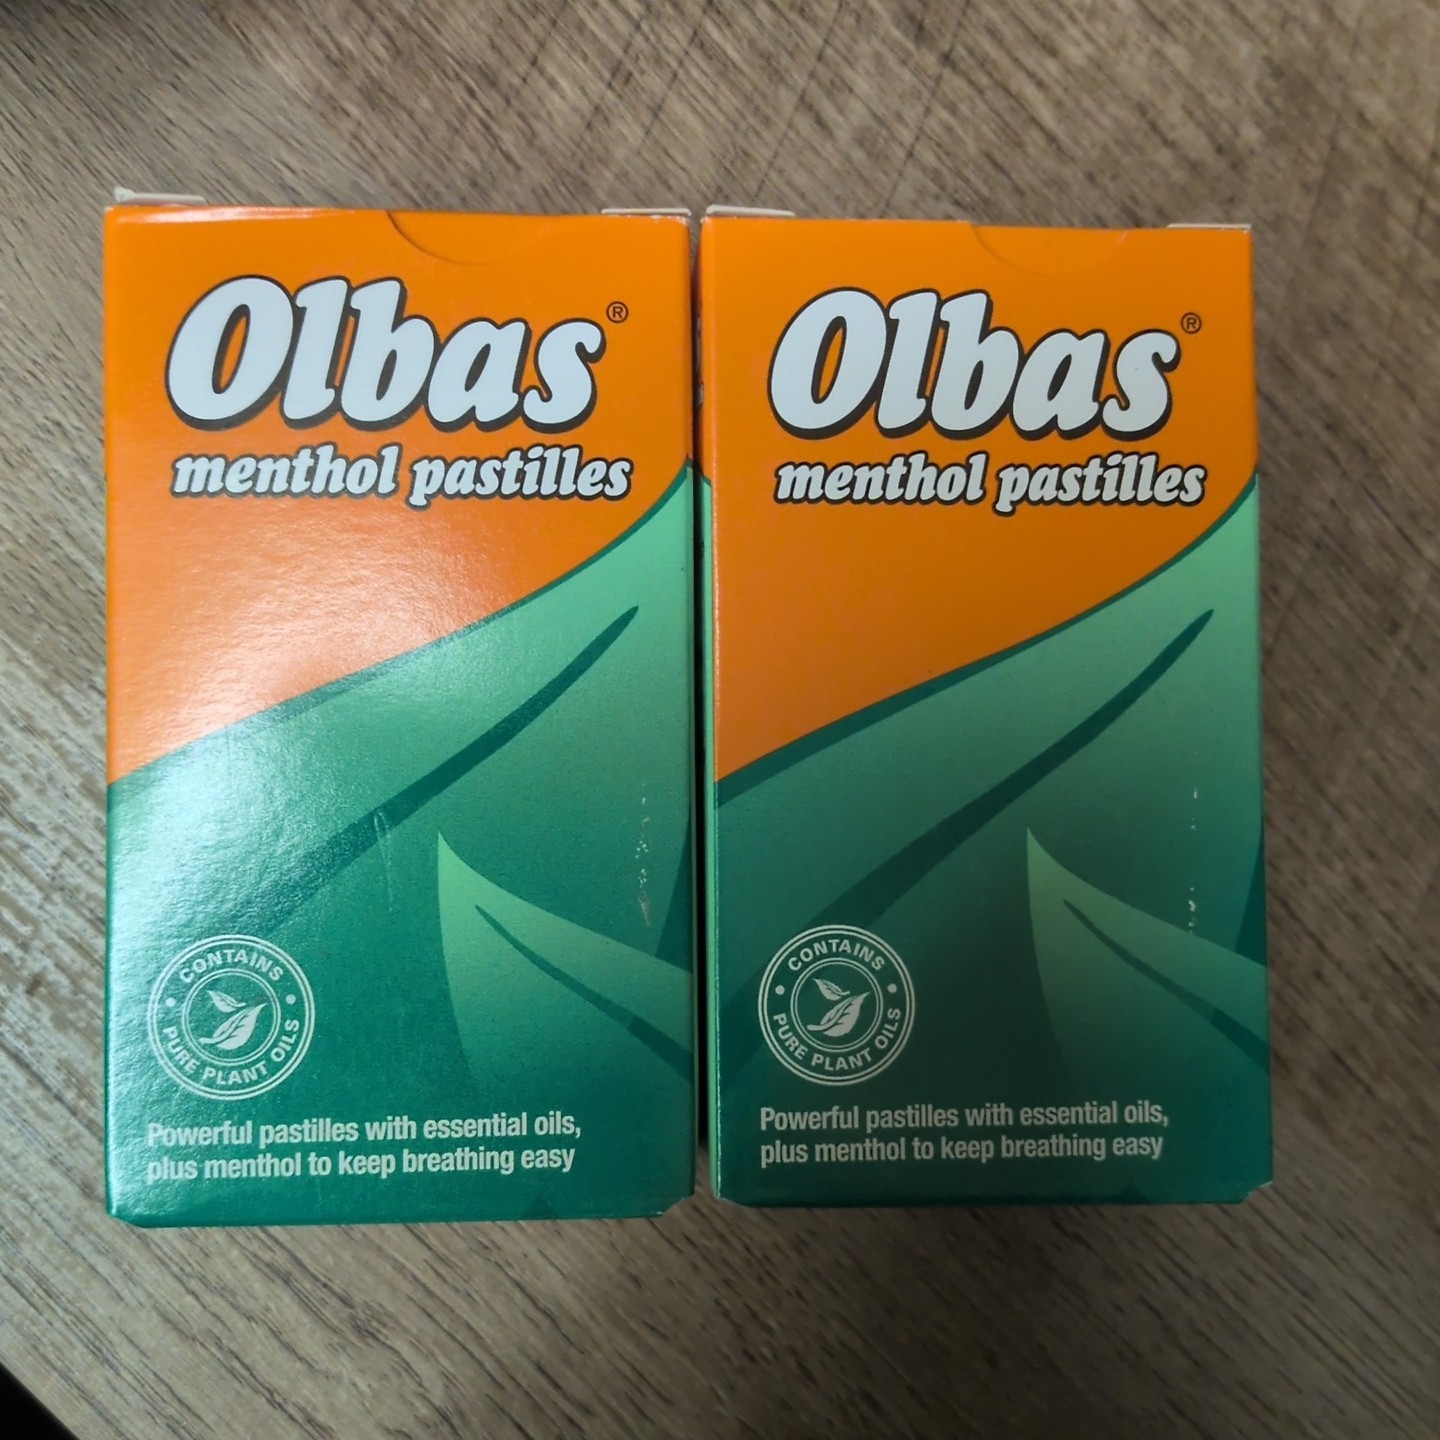 Olbas®
menthol pastilles
CONTAINS
PURE PLANT OILS
Powerful pastilles with essential oils,
plus menthol to keep breathing easy
Olbas®
menthol pastilles
CONTAINS
PURE PLANT OILS
Powerful pastilles with essential oils,
plus menthol to keep breathing easy